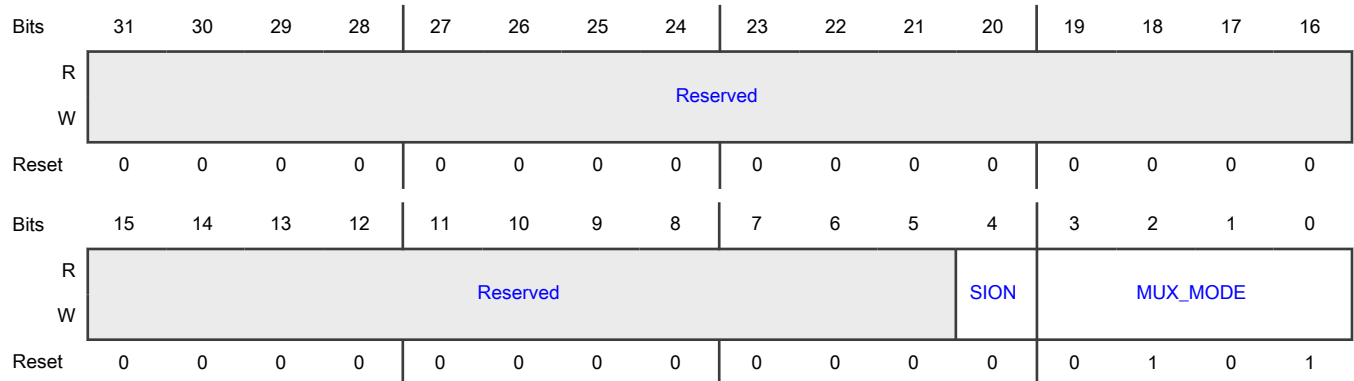 Bits 31 30 29 28 27 26 25 24 23 22 21 20 19 18 17 16
R
Reserved
W
Reset 0 0 0 0 0 0 0 0 0 0 0 0 0 0 0 0
Bits 15 14 13 12 11 10 9 8 7 6 5 4 3 2 1 0
R
Reserved SION MUX_MODE
W
Reset 0 0 0 0 0 0 0 0 0 0 0 0 0 1 0 1